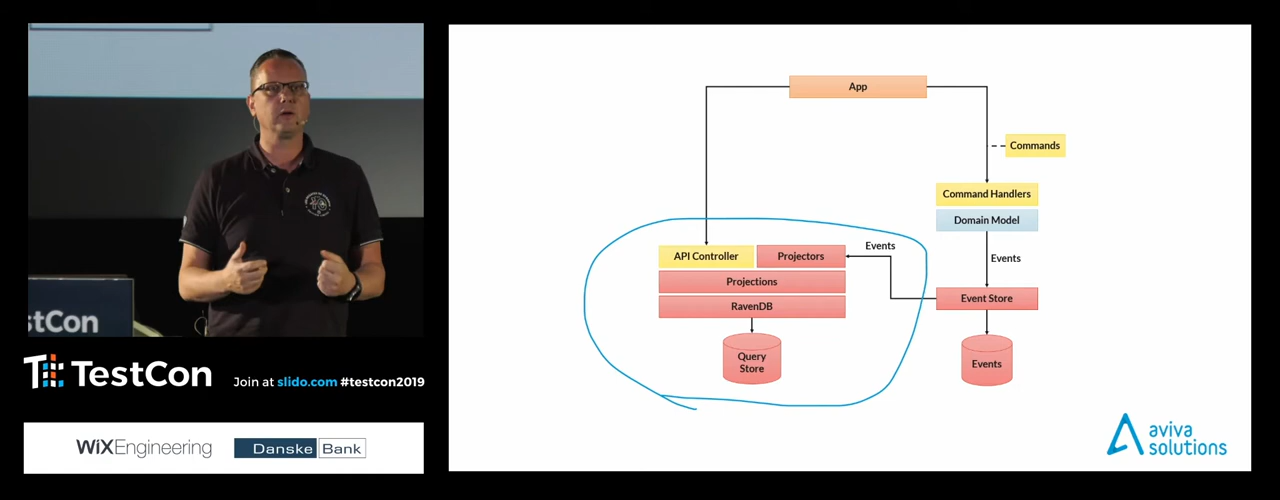 stCon
TestCon
Join at slido.com #testcon2019
WiXEngineering
Danske Bank
App
Commands
Command Handlers
Domain Model
Events
Events
API Controller
Projectors
Projections
Event Store
RavenDB
Query
Store
Events
aviva
solutions